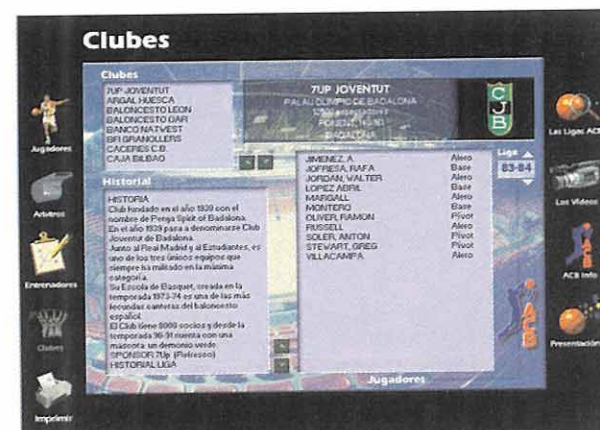 Clubes
Jugadores
Arbitros
Entrenadores
Clubes
Imprimir
Clubes
7UP JOVENTUT
ARGAL HUESCA
BALONCESTO LEON
BALONCESTO OAR
BANCO NATWEST
BFI GRANOLLERS
CACERES C.B.
CAJA BILBAO
7UP JOVENTUT
PALAU OLIMPIC DE BADALONA
BADALONA
CJB
Historial
HISTORIA
Club fundado en el año 1930 con el
nombre de Penya Spirit of Badalona.
En el año 1939 pasa a denominarse Club
Joventut de Badalona.
Junto al Real Madrid y al Estudiantes, es
uno de los tres únicos equipos que
siempre ha militado en la máxima
categoría.
Su Escola de Basquet, creada en la
temporada 1973-74 es una de las más
fecundas canteras del baloncesto
español.
El Club tiene 8000 socios y desde la
temporada 90-91 cuenta con una
máscota: un demonio verde.
SPONSOR 7Up (Refresco)
HISTORIAL LIGA
JIMENEZ, A Alero
JOFRESA, RAFA Base
JORDAN, WALTER Alero
LOPEZ ABRIL Base
MARGALL Alero
MONTERO Base
OLIVER, RAMON Pivot
RUSSELL Alero
SOLER, ANTON Pivot
STEWART, GREG Pivot
VILLACAMPA Alero
Jugadores
Liga
83-84
ACB
Las Ligas ACB
Los Videos
ACB Info
Presentación